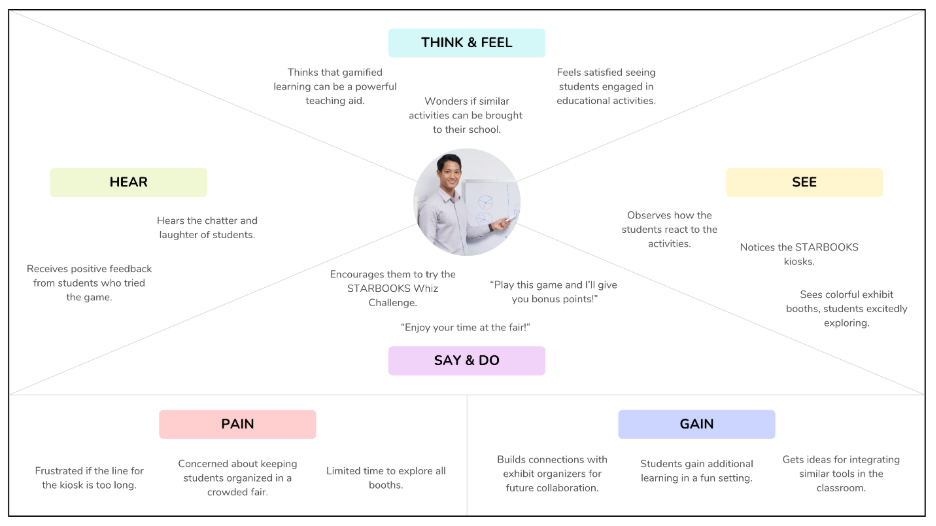 THINK & FEEL
Thinks that gamified
learning can be a powerful
teaching aid.
Wonders if similar
activities can be brought
to their school.
Feels satisfied seeing
students engaged in
educational activities.
HEAR
Hears the chatter and
laughter of students.
Receives positive feedback
from students who tried
the game.
SEE
Observes how the
students react to the
activities.
Notices the STARBOOKS
kiosks.
Sees colorful exhibit
booths, students excitedly
exploring.
Encourages them to try the
STARBOOKS Whiz
Challenge.
“Play this game and I’ll give
you bonus points!”
“Enjoy your time at the fair!”
SAY & DO
PAIN
Frustrated if the line for
the kiosk is too long.
Concerned about keeping
students organized in a
crowded fair.
Limited time to explore all
booths.
GAIN
Builds connections with
exhibit organizers for
future collaboration.
Students gain additional
learning in a fun setting.
Gets ideas for integrating
similar tools in the
classroom.